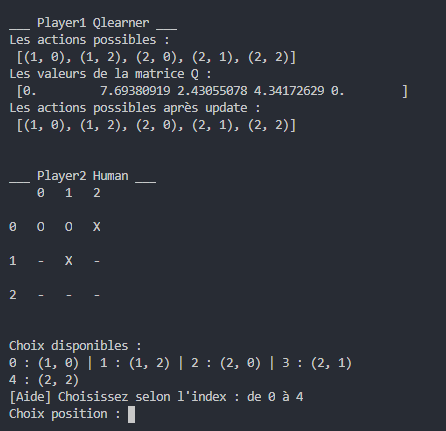 ___ Player1 Qlearner ___
Les actions possibles :
[(1, 0), (1, 2), (2, 0), (2, 1), (2, 2)]
Les valeurs de la matrice Q :
[0. 7.69380919 2.43055078 4.34172629 0. ]
Les actions possibles après update :
[(1, 0), (1, 2), (2, 0), (2, 1), (2, 2)]
___ Player2 Human ___
0 1 2
0 O O X
1 - X -
2 - - -
Choix disponibles :
0 : (1, 0) | 1 : (1, 2) | 2 : (2, 0) | 3 : (2, 1)
4 : (2, 2)
[Aide] Choisissez selon l'index : de 0 à 4
Choix position :